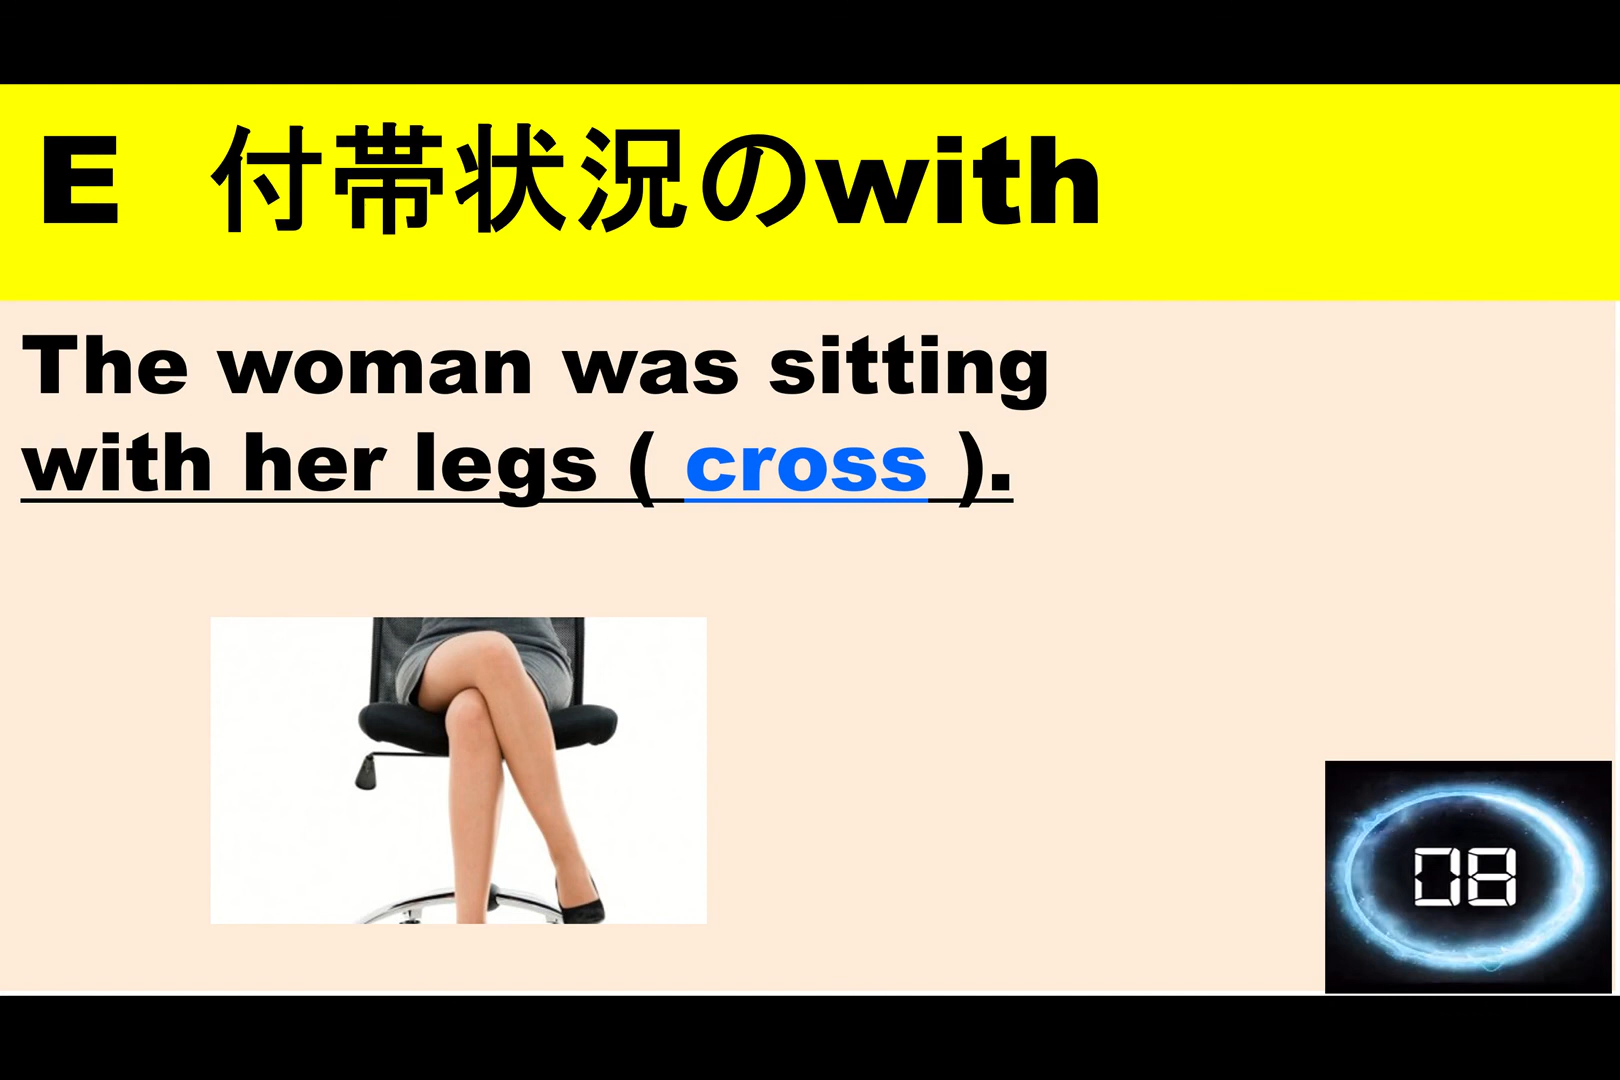 E 付帯状況のwith
The woman was sitting
with her legs ( cross ).
08